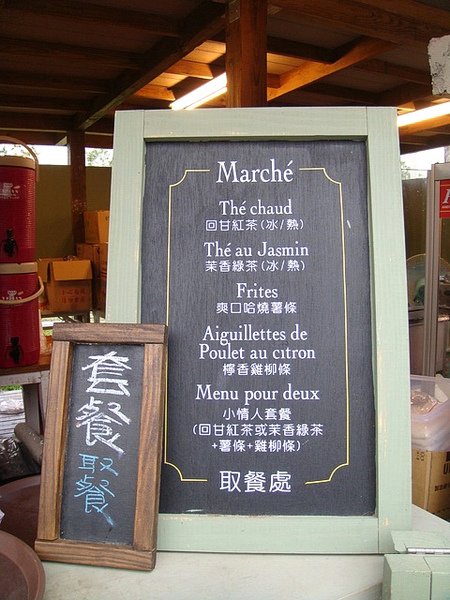 Marché
Thé chaud
回甘紅茶(冰/熱)
Thé au Jasmin
茉香綠茶(冰/熱)
Frites
爽口哈燒薯條
Aiguillettes de
Poulet au citron
檸香雞柳條
Menu pour deux
小情人套餐
(回甘紅茶或茉香綠茶
+薯條+雞柳條)
取餐處
套餐
取餐